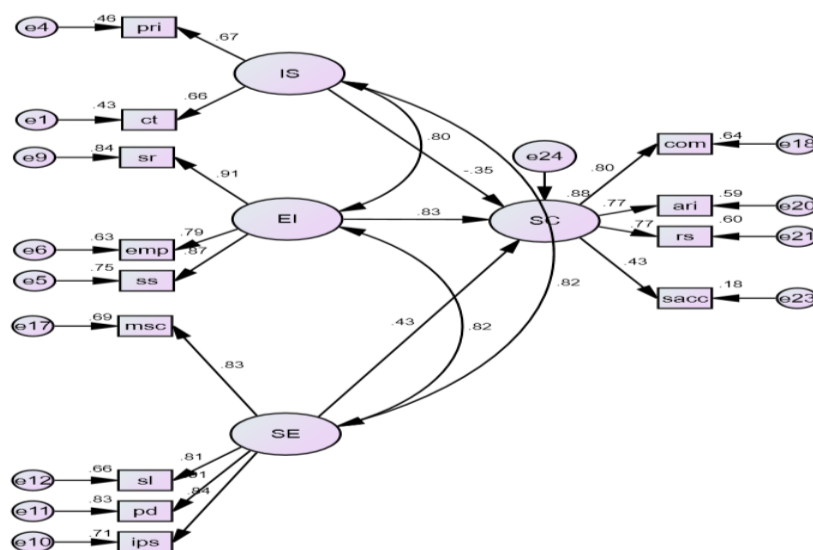 e4 .46 pri .67
IS
e1 .43 ct .66
e9 .84 sr .91
.80
-.35
e24
.80 com .64 e18
.88
SC
.77 ari .59 e20
.77 rs .60 e21
.43 sacc .18 e23
EI .83
e6 .63 emp .79
e5 .75 ss .87
e17 .69 msc .83
.43 .82 .82
SE
e12 .66 sl .81
e11 .83 pd
e10 .71 ips .84